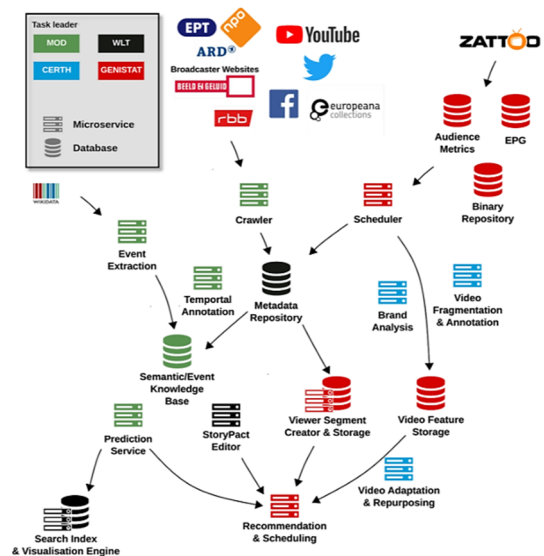 Task leader
MOD
WLT
CERTH
GENISTAT
Microservice
Database
EPT
npo
ARD
Broadcaster Websites
BEELD EN GELUID
rbb
YouTube
f
europeana
collections
ZATTOO
Audience
Metrics
EPG
Binary
Repository
WIKIDATA
Crawler
Scheduler
Event
Extraction
Temportal
Annotation
Metadata
Repository
Brand
Analysis
Video
Fragmentation
& Annotation
Semantic/Event
Knowledge
Base
Viewer Segment
Creator & Storage
Video Feature
Storage
Prediction
Service
StoryPact
Editor
Video Adaptation
& Repurposing
Search Index
& Visualisation Engine
Recommendation
& Scheduling